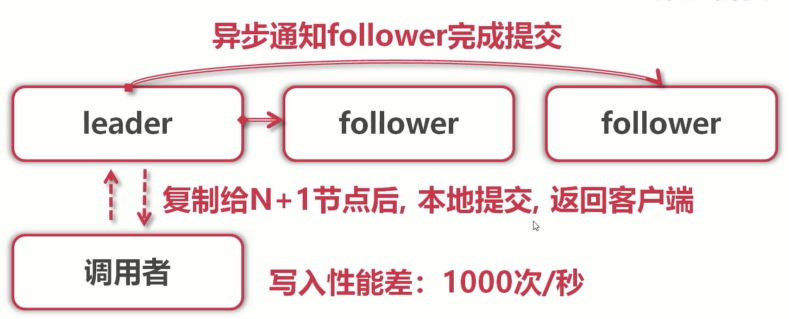 异步通知follower完成提交
leader
follower
follower
复制给N+1节点后, 本地提交, 返回客户端
调用者
写入性能差：1000次/秒